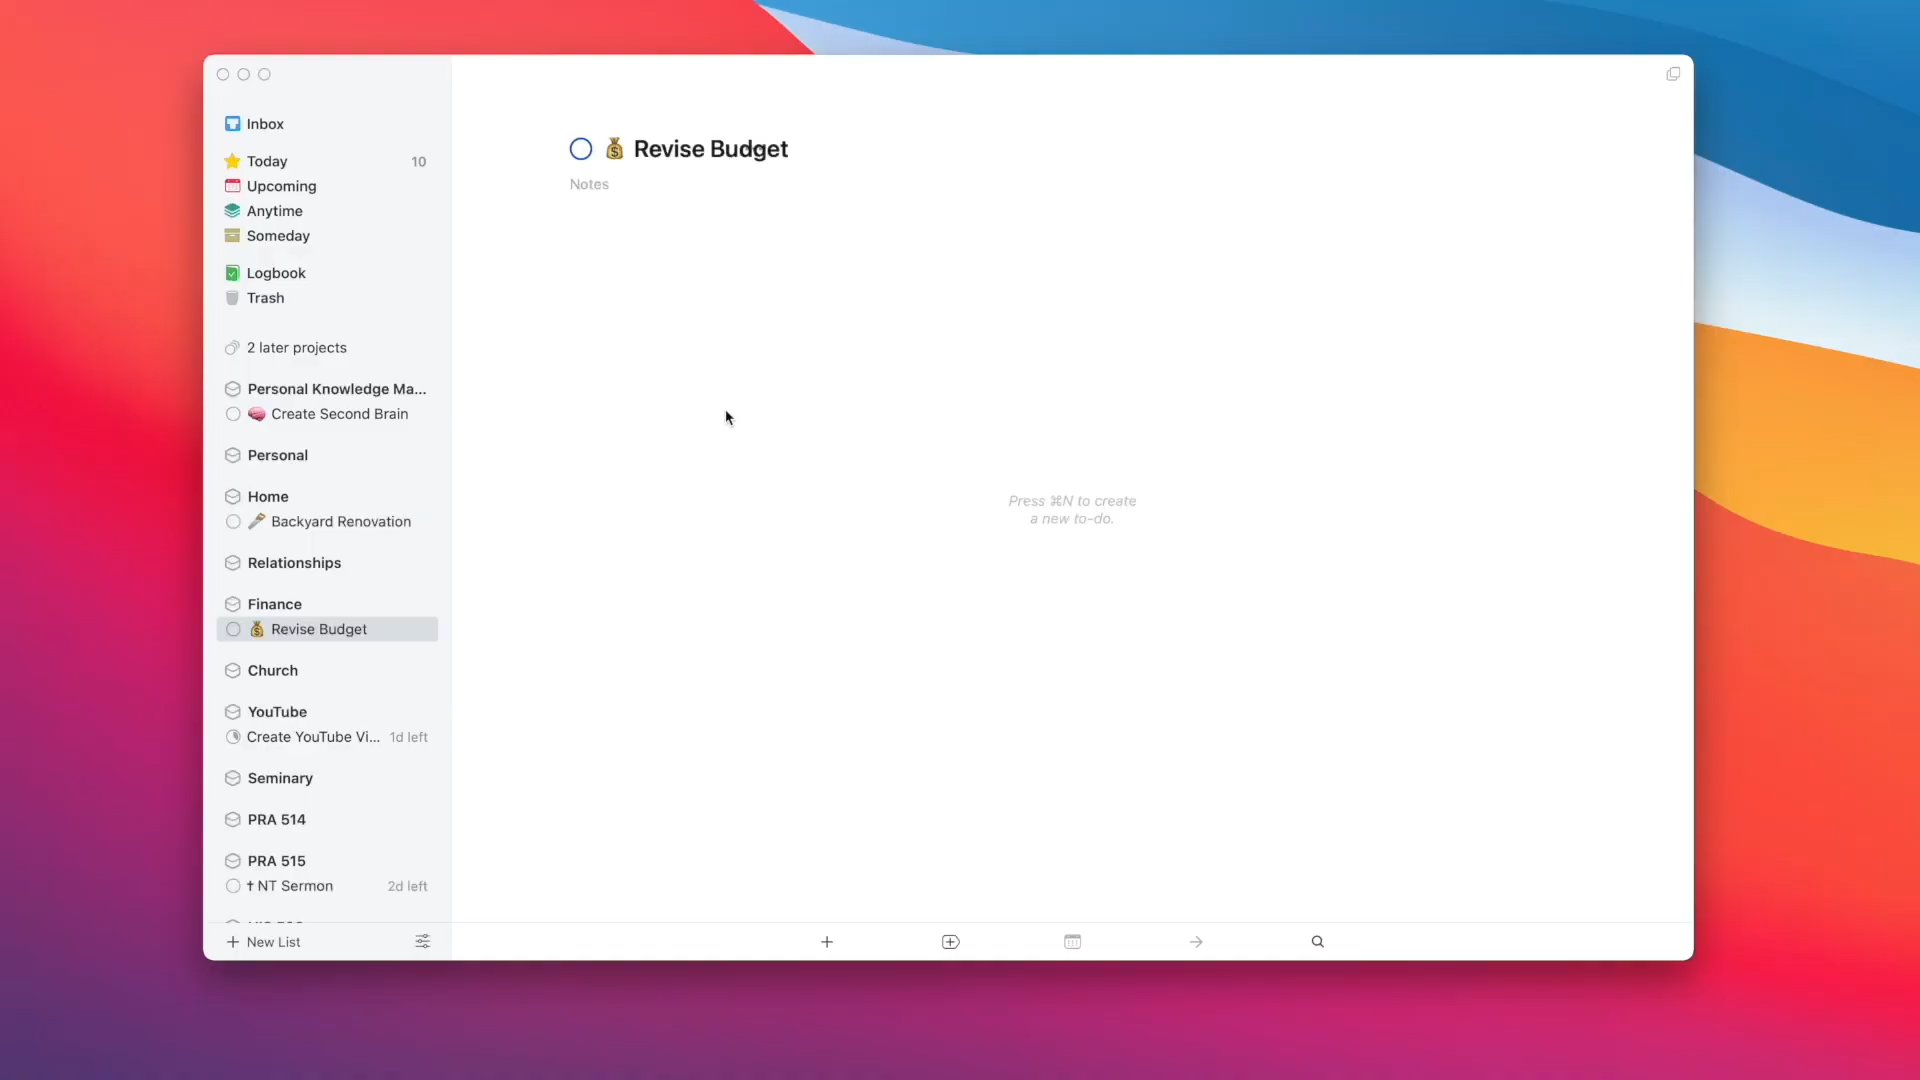 Inbox
Today 10
Upcoming
Anytime
Someday
Logbook
Trash
2 later projects
Personal Knowledge Ma...
Create Second Brain
Personal
Home
Backyard Renovation
Relationships
Finance
Revise Budget
Church
YouTube
Create YouTube Vi... 1d left
Seminary
PRA 514
PRA 515
✝ NT Sermon 2d left
New List
Revise Budget
Notes
Press ⌘N to create
a new to-do.